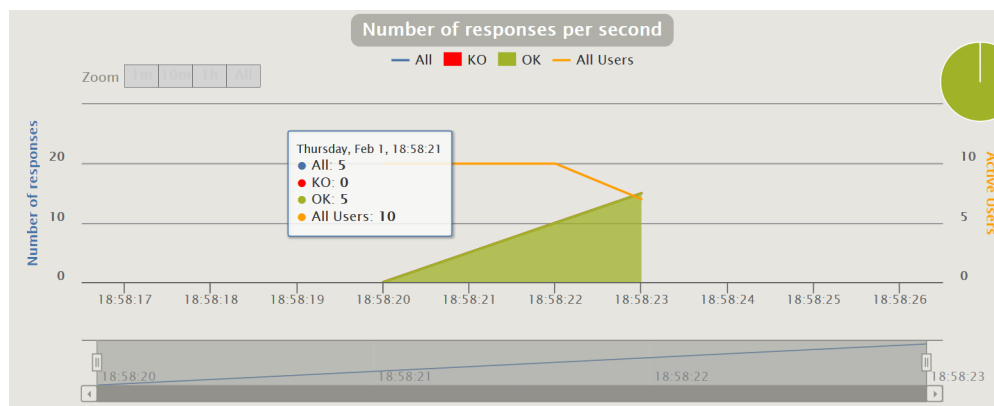 Number of responses per second
All KO OK All Users
Zoom 1m 10m 1h All
Number of responses
20
10
0
Thursday, Feb 1, 18:58:21
● All: 5
● KO: 0
● OK: 5
● All Users: 10
10
5
0
Active Users
18:58:17 18:58:18 18:58:19 18:58:20 18:58:21 18:58:22 18:58:23 18:58:24 18:58:25 18:58:26
18:58:20 18:58:21 18:58:22 18:58:23